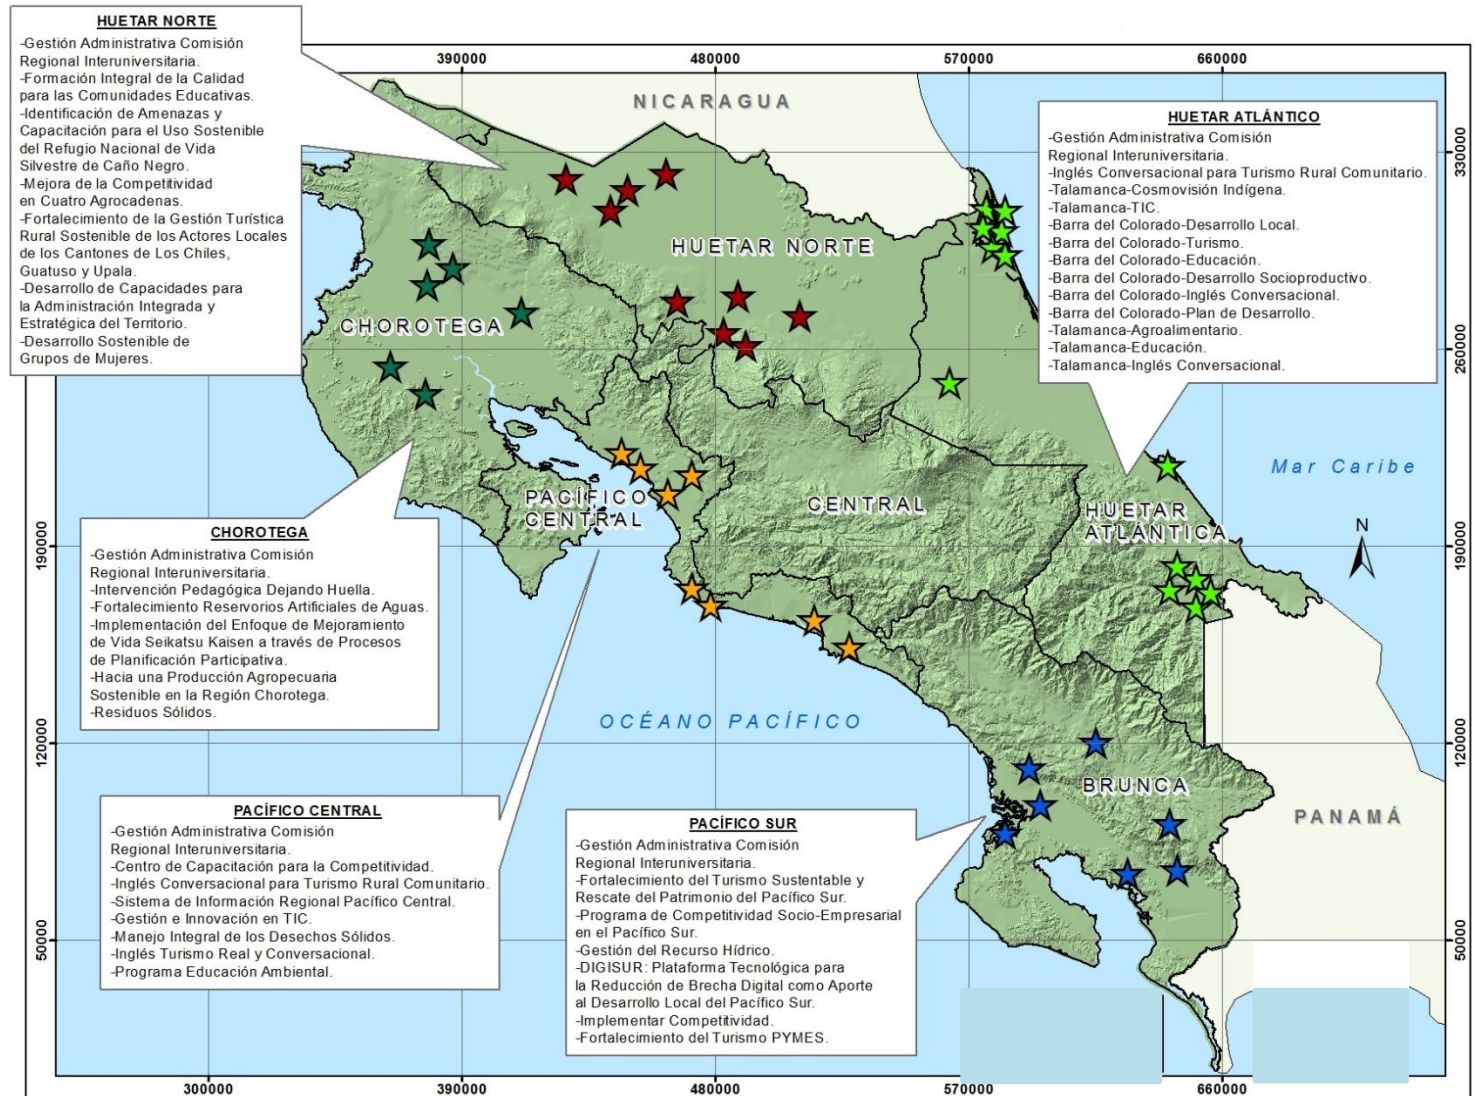 HUETAR NORTE
-Gestión Administrativa Comisión
Regional Interuniversitaria.
-Formación Integral de la Calidad
para las Comunidades Educativas.
-Identificación de Amenazas y
Capacitación para el Uso Sostenible
del Refugio Nacional de Vida
Silvestre de Caño Negro.
-Mejora de la Competitividad
en Cuatro Agrocadenas.
-Fortalecimiento de la Gestión Turística
Rural Sostenible de los Actores Locales
de los Cantones de Los Chiles,
Guatuso y Upala.
-Desarrollo de Capacidades para
la Administración Integrada y
Estratégica del Territorio.
-Desarrollo Sostenible de
Grupos de Mujeres.
390000
480000
570000
660000
NICARAGUA
HUETAR ATLÁNTICO
-Gestión Administrativa Comisión
Regional Interuniversitaria.
-Inglés Conversacional para Turismo Rural Comunitario.
-Talamanca-Cosmovisión Indígena.
-Talamanca-TIC.
-Barra del Colorado-Desarrollo Local.
-Barra del Colorado-Turismo.
-Barra del Colorado-Educación.
-Barra del Colorado-Desarrollo Socioproductivo.
-Barra del Colorado-Inglés Conversacional.
-Barra del Colorado-Plan de Desarrollo.
-Talamanca-Agroalimentario.
-Talamanca-Educación.
-Talamanca-Inglés Conversacional.
330000
260000
190000
120000
50000
HUETAR NORTE
CHOROTEGA
Mar Caribe
PACÍFICO
CENTRAL
CENTRAL
HUETAR
ATLÁNTICA
N
190000
120000
50000
CHOROTEGA
-Gestión Administrativa Comisión
Regional Interuniversitaria.
-Intervención Pedagógica Dejando Huella.
-Fortalecimiento Reservorios Artificiales de Aguas.
-Implementación del Enfoque de Mejoramiento
de Vida Seikatsu Kaisen a través de Procesos
de Planificación Participativa.
-Hacia una Producción Agropecuaria
Sostenible en la Región Chorotega.
-Residuos Sólidos.
OCÉANO PACÍFICO
BRUNCA
PANAMÁ
PACÍFICO CENTRAL
-Gestión Administrativa Comisión
Regional Interuniversitaria.
-Centro de Capacitación para la Competitividad.
-Inglés Conversacional para Turismo Rural Comunitario.
-Sistema de Información Regional Pacífico Central.
-Gestión e Innovación en TIC.
-Manejo Integral de los Desechos Sólidos.
-Inglés Turismo Real y Conversacional.
-Programa Educación Ambiental.
PACÍFICO SUR
-Gestión Administrativa Comisión
Regional Interuniversitaria.
-Fortalecimiento del Turismo Sustentable y
Rescate del Patrimonio del Pacífico Sur.
-Programa de Competitividad Socio-Empresarial
en el Pacífico Sur.
-Gestión del Recurso Hídrico.
-DIGISUR: Plataforma Tecnológica para
la Reducción de Brecha Digital como Aporte
al Desarrollo Local del Pacífico Sur.
-Implementar Competividad.
-Fortalecimiento del Turismo PYMES.
300000
390000
480000
570000
660000